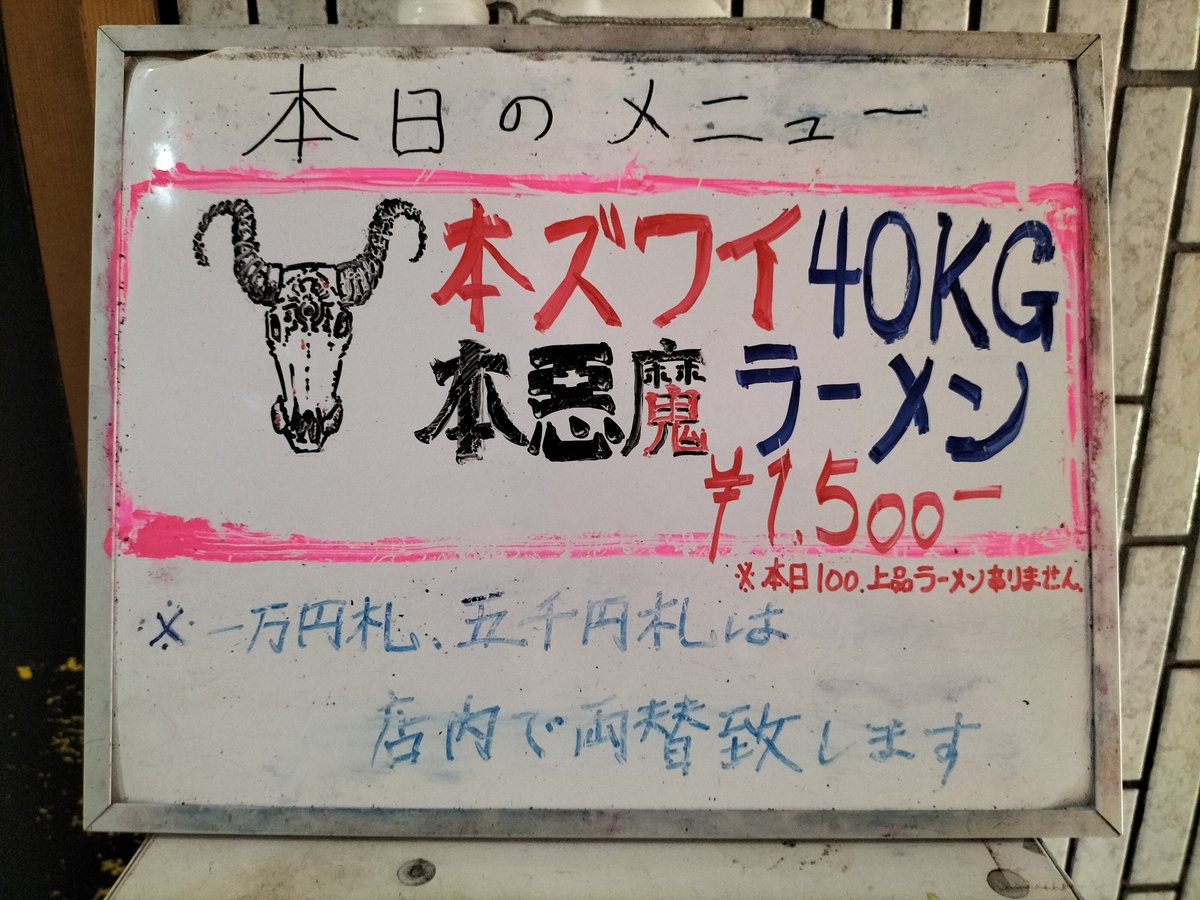 本日のメニュー
本ズワイ40KG
本悪魔ラーメン
¥1,500ー
※本日100.上品ラーメン有りません
※一万円札、五千円札は
店内で両替致します